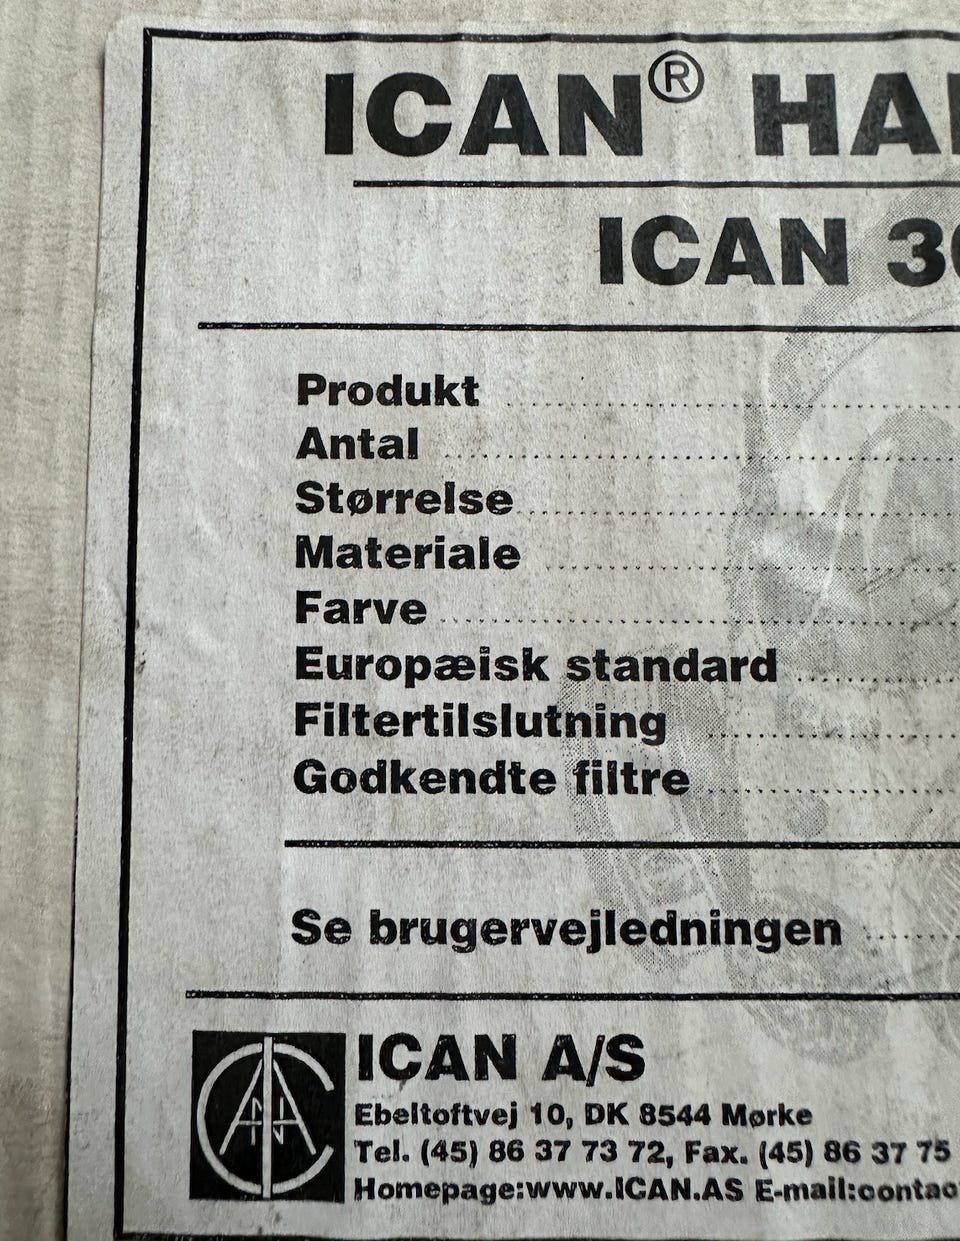 ICAN® HA
ICAN 3
Produkt
Antal
Størrelse
Materiale
Farve
Europæisk standard
Filtertilslutning
Godkendte filtre
Se brugervejledningen
ICAN A/S
Ebeltoftvej 10, DK 8544 Mørke
Tel. (45) 86 37 73 72, Fax. (45) 86 37 75
Homepage:www.ICAN.AS E-mail:contac